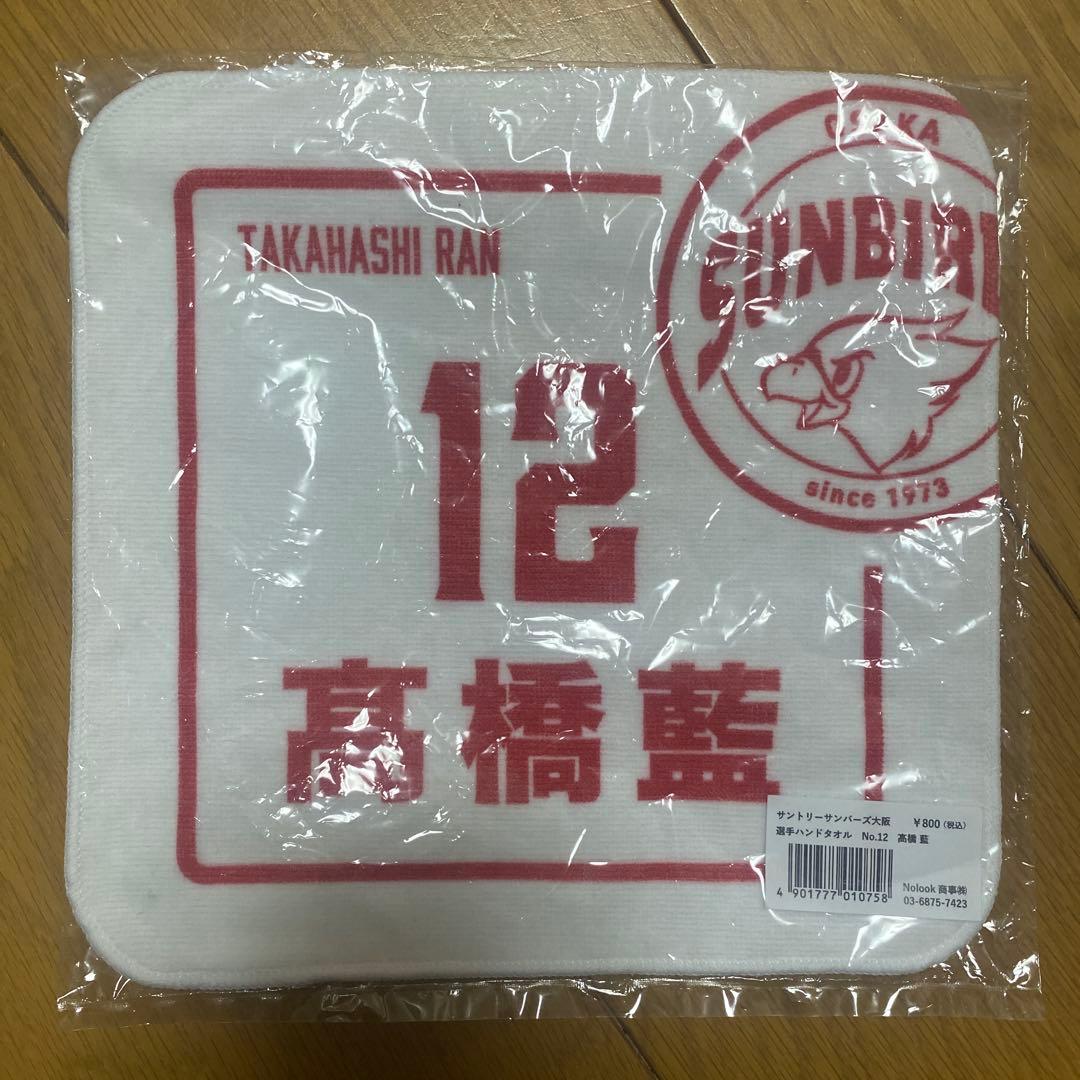 OSAKA
SUNBIR
since 1973
TAKAHASHI RAN
12
髙橋藍
サントリーサンバーズ大阪 ¥800(税込)
選手ハンドタオル No.12 髙橋 藍
4 901777 010758
Nolook 商事㈱
03-6875-7423